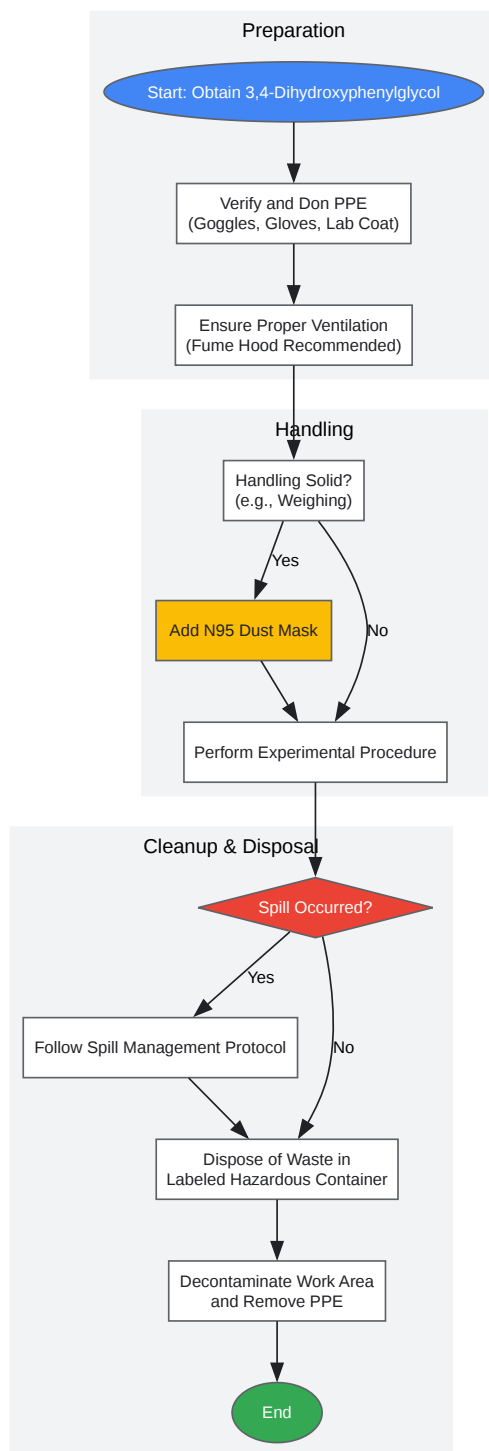 Preparation
Start: Obtain 3,4-Dihydroxyphenylglycol
Verify and Don PPE
(Goggles, Gloves, Lab Coat)
Ensure Proper Ventilation
(Fume Hood Recommended)
Handling
Handling Solid?
(e.g., Weighing)
Yes
Add N95 Dust Mask
No
Perform Experimental Procedure
Cleanup & Disposal
Spill Occurred?
Yes
Follow Spill Management Protocol
No
Dispose of Waste in
Labeled Hazardous Container
Decontaminate Work Area
and Remove PPE
End